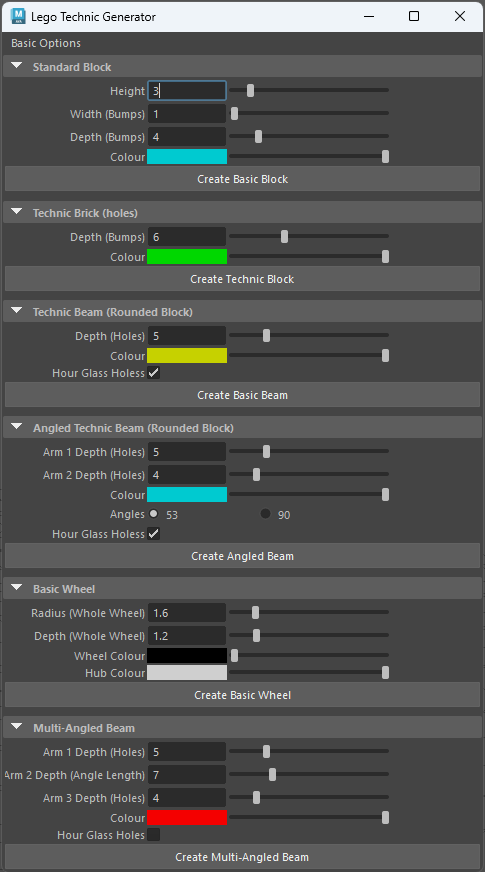 Lego Technic Generator
Basic Options
Standard Block
Height 3
Width (Bumps) 1
Depth (Bumps) 4
Colour
Create Basic Block
Technic Brick (holes)
Depth (Bumps) 6
Colour
Create Technic Block
Technic Beam (Rounded Block)
Depth (Holes) 5
Colour
Hour Glass Holess
Create Basic Beam
Angled Technic Beam (Rounded Block)
Arm 1 Depth (Holes) 5
Arm 2 Depth (Holes) 4
Colour
Angles 53 90
Hour Glass Holess
Create Angled Beam
Basic Wheel
Radius (Whole Wheel) 1.6
Depth (Whole Wheel) 1.2
Wheel Colour
Hub Colour
Create Basic Wheel
Multi-Angled Beam
Arm 1 Depth (Holes) 5
Arm 2 Depth (Angle Length) 7
Arm 3 Depth (Holes) 4
Colour
Hour Glass Holes
Create Multi-Angled Beam